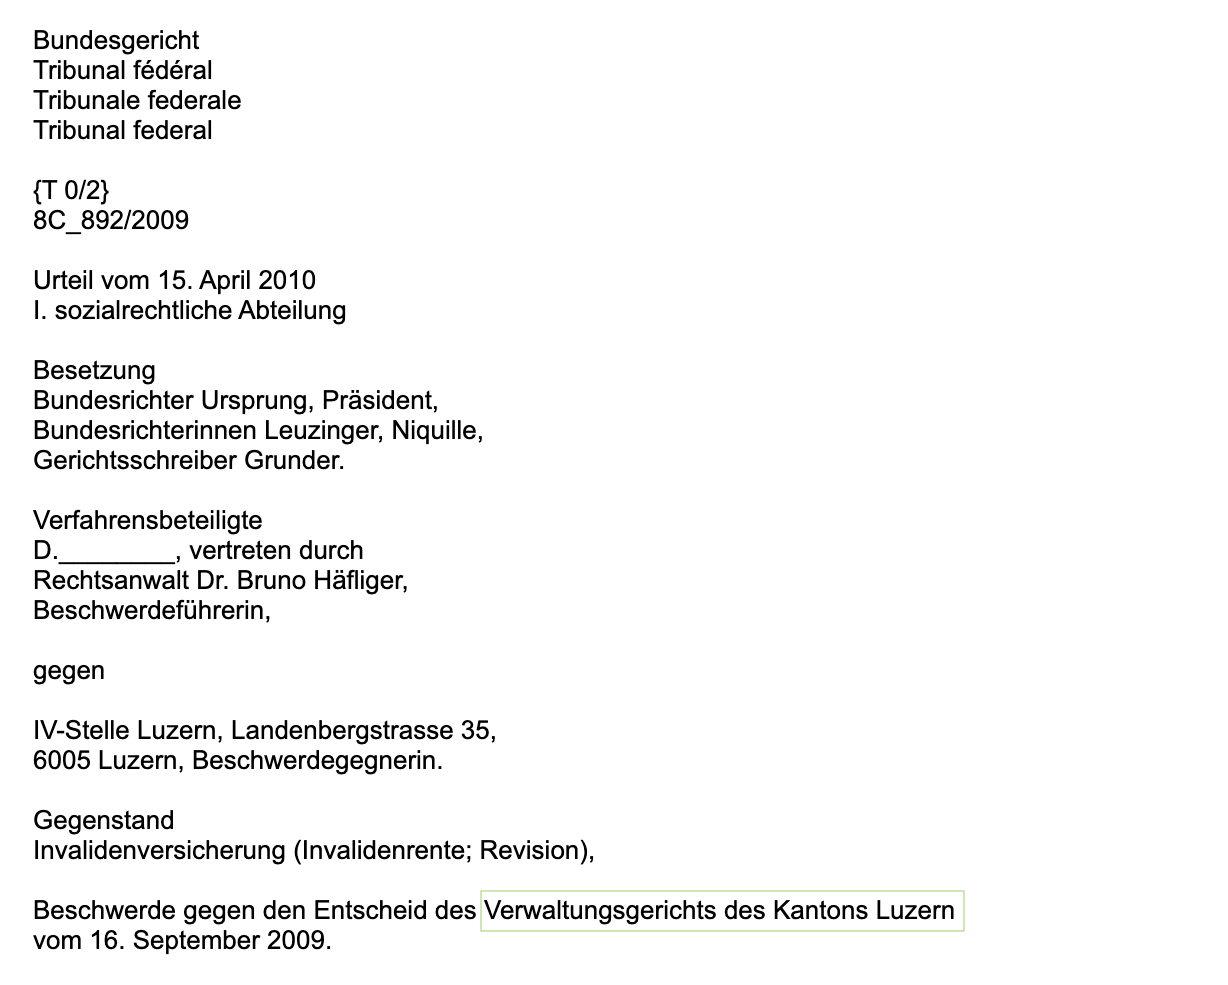 Bundesgericht
Tribunal fédéral
Tribunale federale
Tribunal federal
{T 0/2}
8C_892/2009
Urteil vom 15. April 2010
I. sozialrechtliche Abteilung
Besetzung
Bundesrichter Ursprung, Präsident,
Bundesrichterinnen Leuzinger, Niquille,
Gerichtsschreiber Grunder.
Verfahrensbeteiligte
D.________, vertreten durch
Rechtsanwalt Dr. Bruno Häfliger,
Beschwerdeführerin,
gegen
IV-Stelle Luzern, Landenbergstrasse 35,
6005 Luzern, Beschwerdegegnerin.
Gegenstand
Invalidenversicherung (Invalidenrente; Revision),
Beschwerde gegen den Entscheid des Verwaltungsgerichts des Kantons Luzern
vom 16. September 2009.